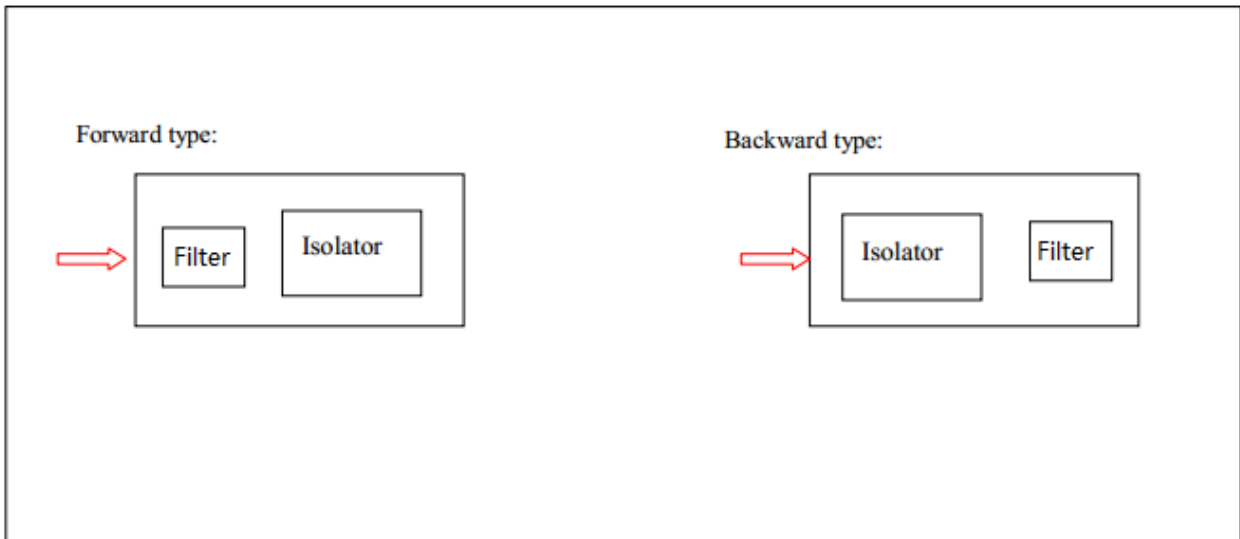 Forward type:
Filter
Isolator
Backward type:
Isolator
Filter